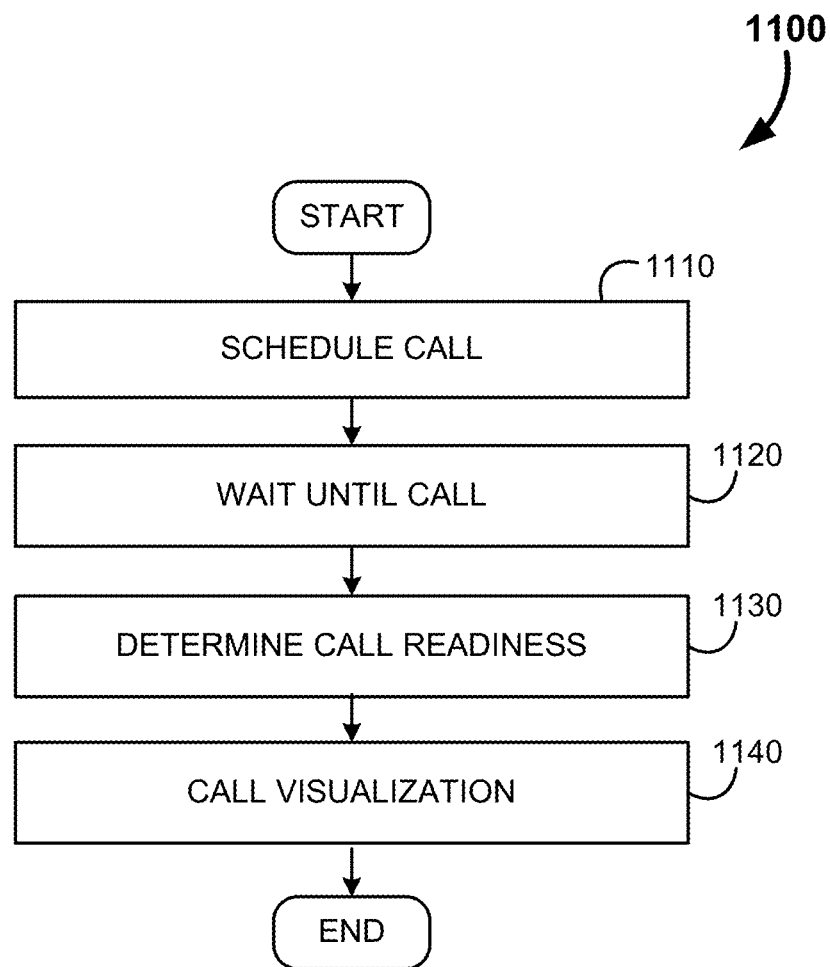 1100
START
1110
SCHEDULE CALL
1120
WAIT UNTIL CALL
1130
DETERMINE CALL READINESS
1140
CALL VISUALIZATION
END